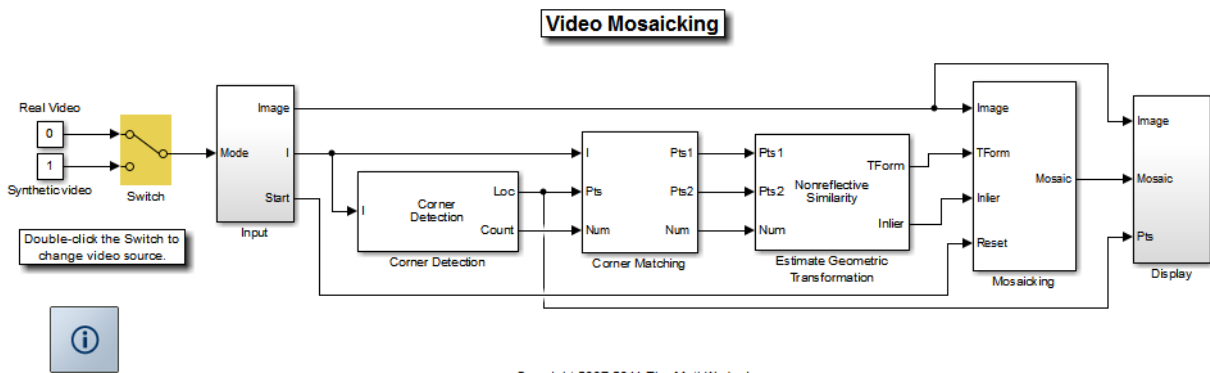 Video Mosaicking
Real Video
0
1
Synthetic video
Switch
Double-click the Switch to
change video source.
Mode
Image
I
Start
Input
I
Corner
Detection
Loc
Count
Corner Detection
I
Pts
Num
Pts1
Pts2
Num
Corner Matching
Pts1
Pts2
Num
Nonreflective
Similarity
TForm
Inlier
Estimate Geometric
Transformation
Image
TForm
Inlier
Reset
Mosaic
Mosaicking
Image
Mosaic
Pts
Display
i